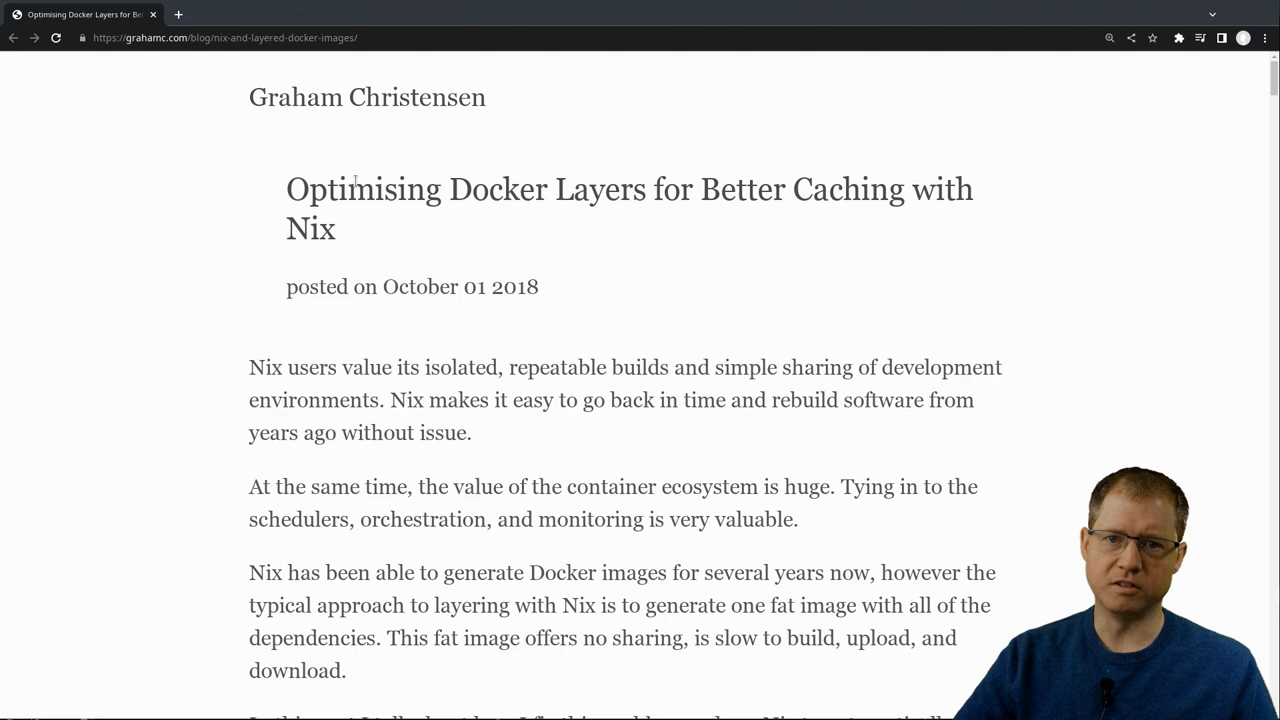 Optimising Docker Layers for Be
https://grahamc.com/blog/nix-and-layered-docker-images/
Graham Christensen
Optimising Docker Layers for Better Caching with
Nix
posted on October 01 2018
Nix users value its isolated, repeatable builds and simple sharing of development
environments. Nix makes it easy to go back in time and rebuild software from
years ago without issue.
At the same time, the value of the container ecosystem is huge. Tying in to the
schedulers, orchestration, and monitoring is very valuable.
Nix has been able to generate Docker images for several years now, however the
typical approach to layering with Nix is to generate one fat image with all of the
dependencies. This fat image offers no sharing, is slow to build, upload, and
download.